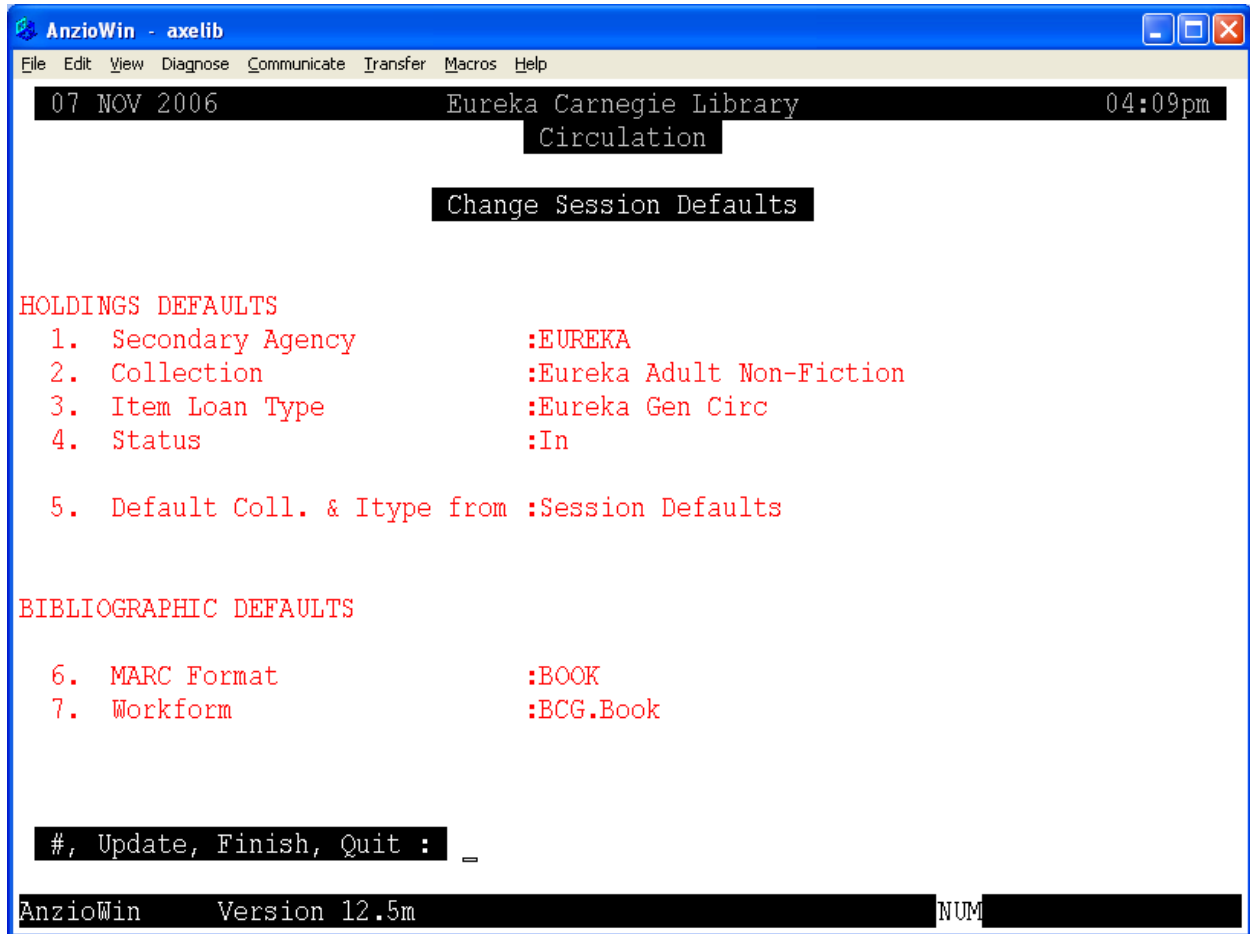 AnzioWin - axelib
File Edit View Diagnose Communicate Transfer Macros Help
07 NOV 2006 Eureka Carnegie Library 04:09pm
Circulation
Change Session Defaults
HOLDINGS DEFAULTS
1. Secondary Agency :EUREKA
2. Collection :Eureka Adult Non-Fiction
3. Item Loan Type :Eureka Gen Circ
4. Status :In
5. Default Coll. & Itype from :Session Defaults
BIBLIOGRAPHIC DEFAULTS
6. MARC Format :BOOK
7. Workform :BCG.Book
#, Update, Finish, Quit : _
AnzioWin Version 12.5m NUM